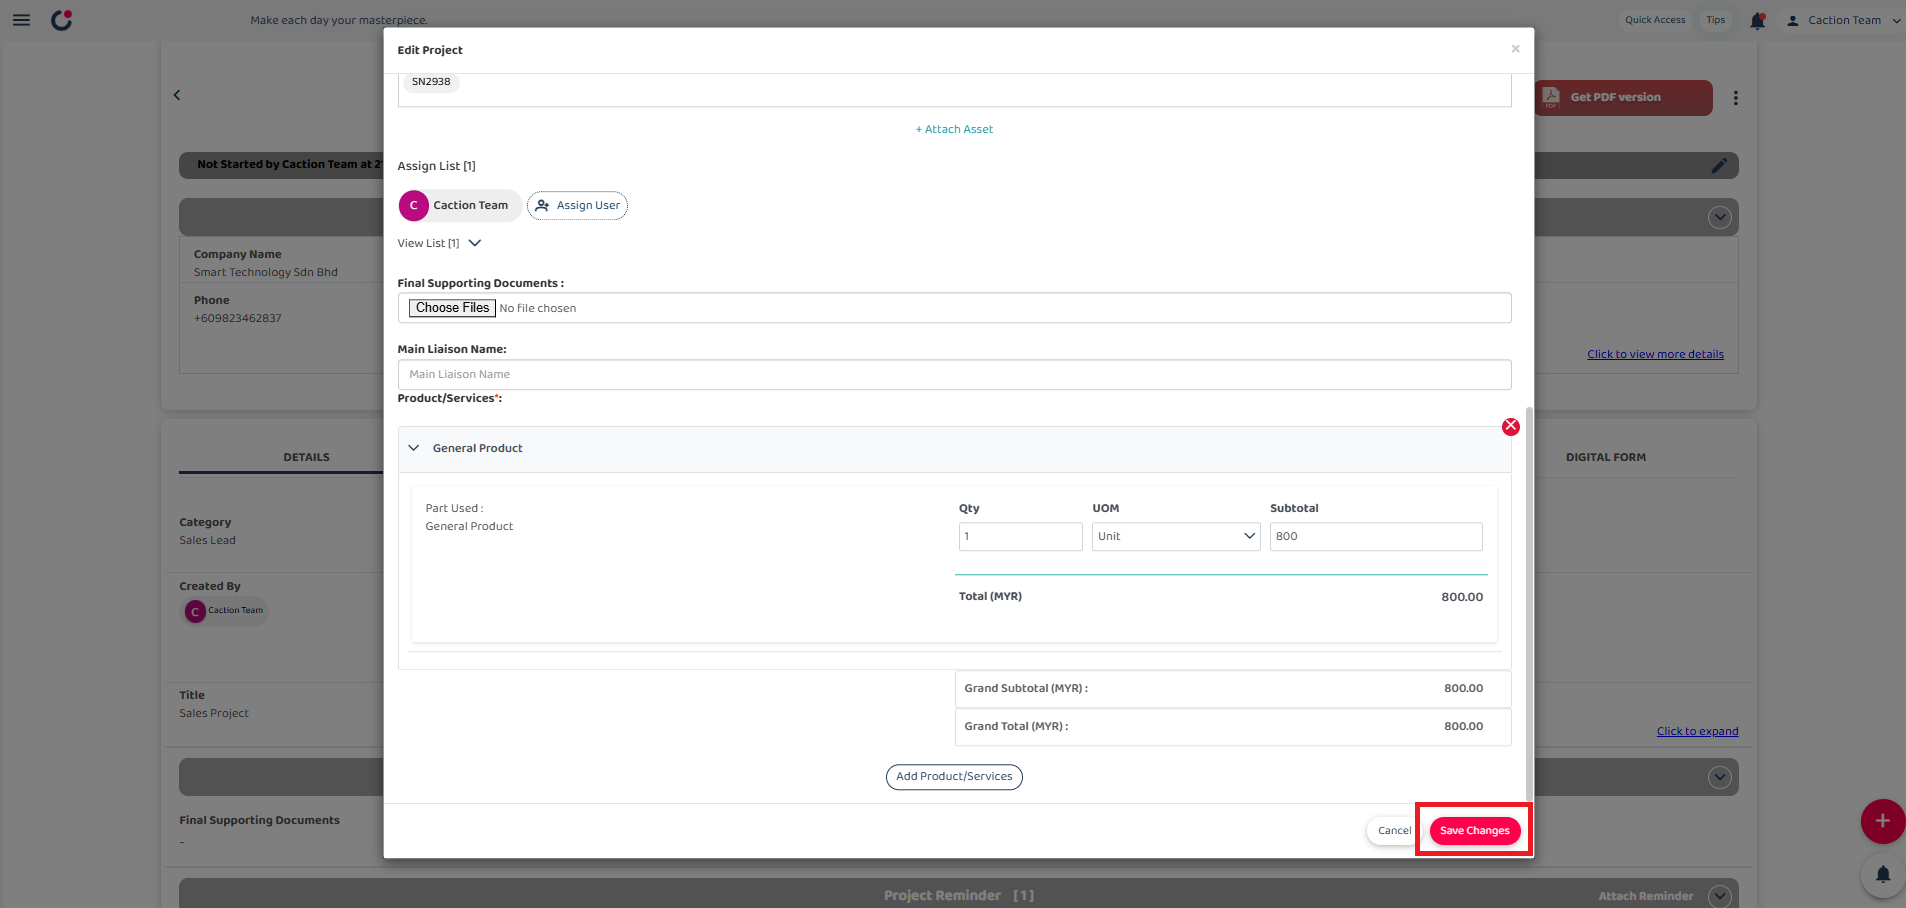 Make each day your masterpiece.
Quick Access
Tips
Caction Team
Edit Project
×
SN2938
Get PDF version
+ Attach Asset
Not Started by Caction Team at 2
Assign List [1]
C
Caction Team
Assign User
View List [1]
Company Name
Smart Technology Sdn Bhd
Phone
+609823462837
Final Supporting Documents :
Choose Files No file chosen
Main Liaison Name:
Main Liaison Name
Click to view more details
Product/Services*:
General Product
DETAILS
DIGITAL FORM
Part Used :
General Product
Qty
UOM
Subtotal
1
Unit
800
Category
Sales Lead
Total (MYR)
800.00
Created By
C
Caction Team
Grand Subtotal (MYR) :
800.00
Grand Total (MYR) :
800.00
Title
Sales Project
Click to expand
Add Product/Services
Final Supporting Documents
-
Cancel
Save Changes
+
Project Reminder [1]
Attach Reminder